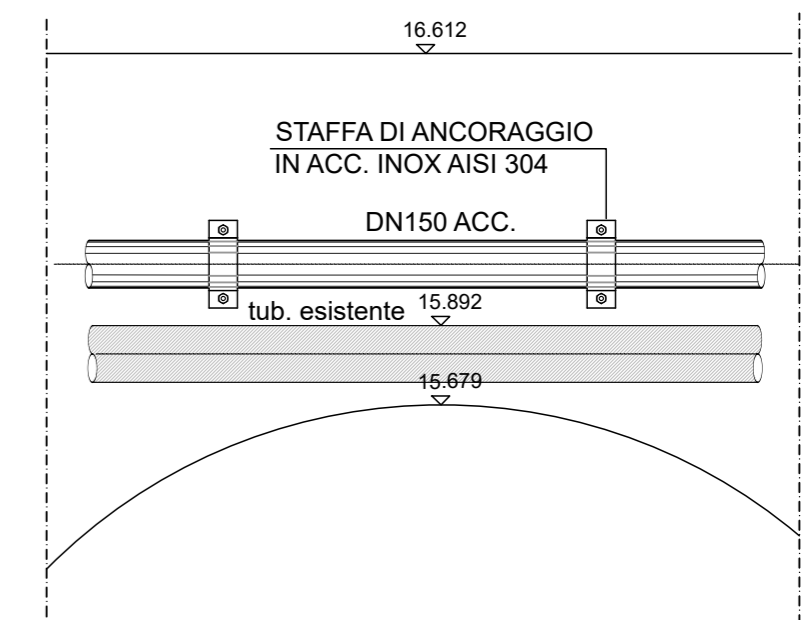 16.612
STAFFA DI ANCORAGGIO
IN ACC. INOX AISI 304
DN150 ACC.
tub. esistente
15.892
15.679